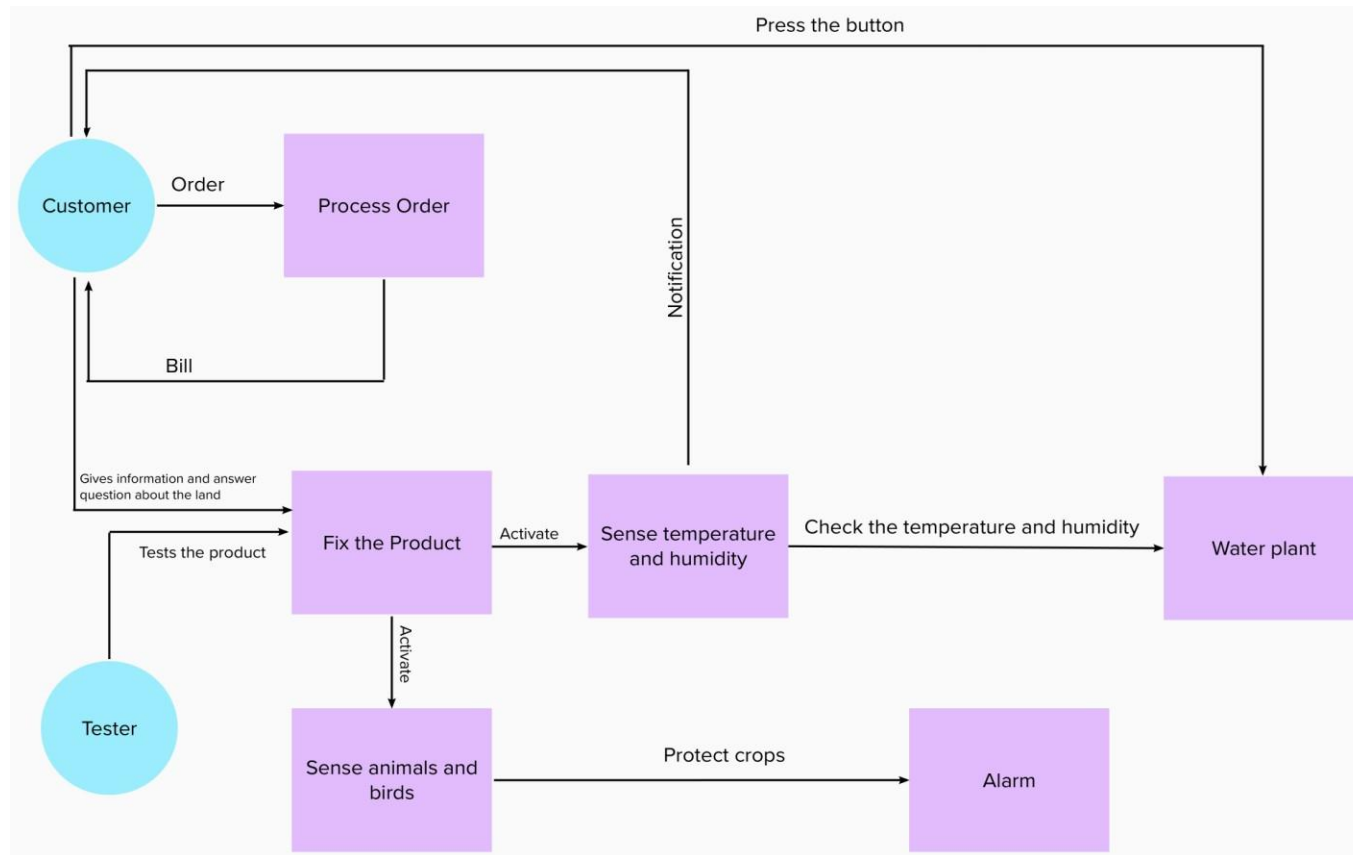 Press the button
Customer
Order
Process Order
Notification
Bill
Gives information and answer
question about the land
Tests the product
Fix the Product
Activate
Sense temperature
and humidity
Check the temperature and humidity
Water plant
Activate
Tester
Sense animals and
birds
Protect crops
Alarm